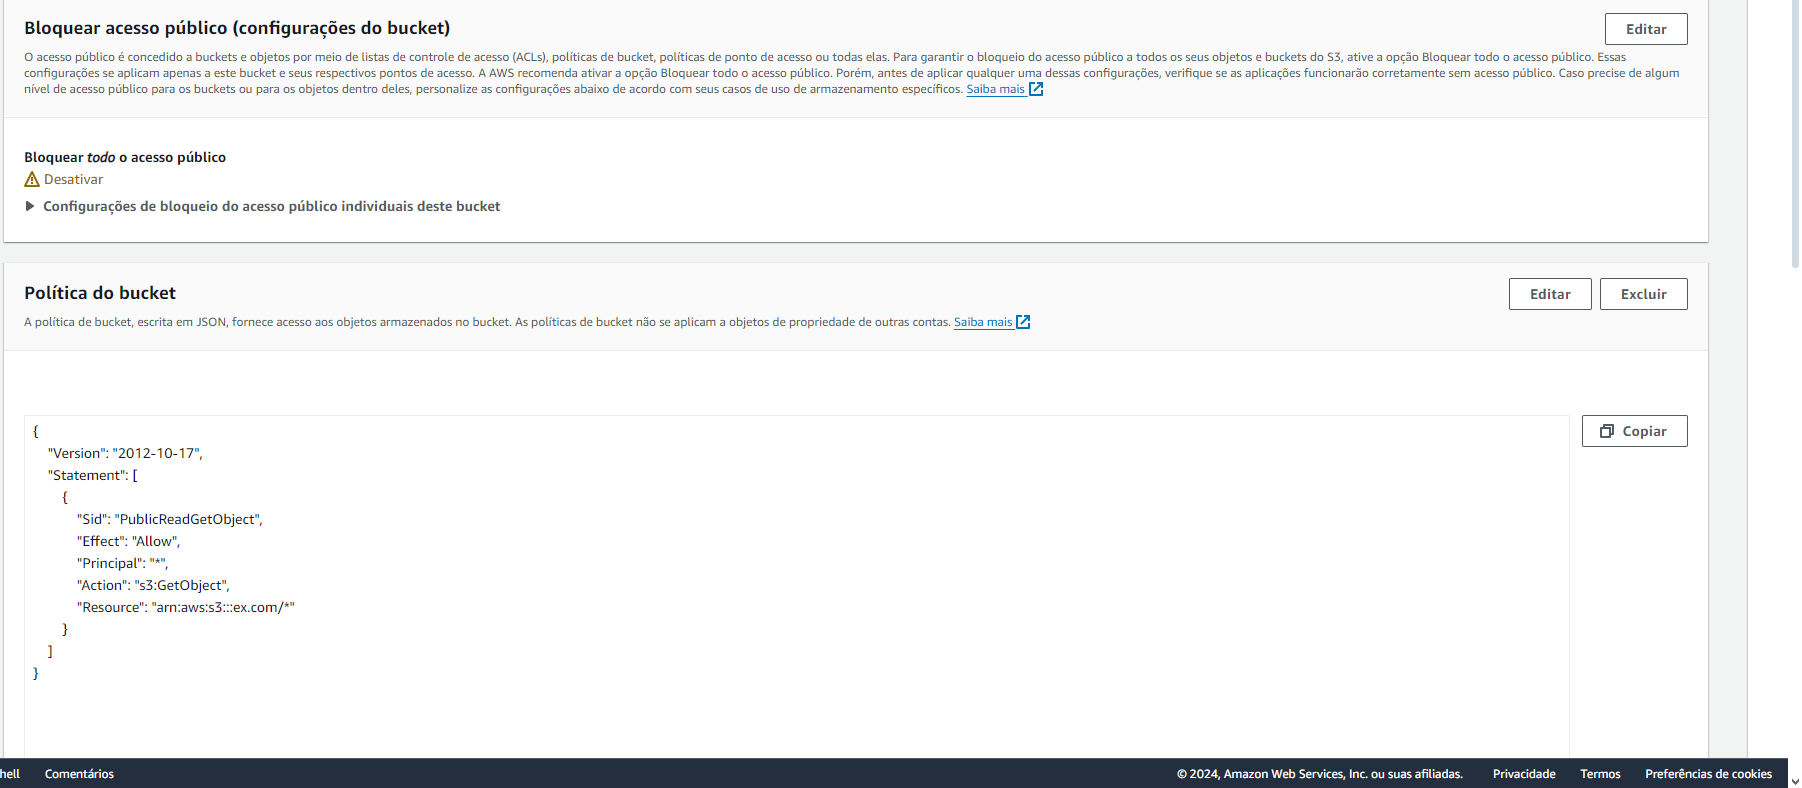 Bloquear acesso público (configurações do bucket)
Editar
O acesso público é concedido a buckets e objetos por meio de listas de controle de acesso (ACLs), políticas de bucket, políticas de ponto de acesso ou todas elas. Para garantir o bloqueio do acesso público a todos os seus objetos e buckets do S3, ative a opção Bloquear todo o acesso público. Essas
configurações se aplicam apenas a este bucket e seus respectivos pontos de acesso. A AWS recomenda ativar a opção Bloquear todo o acesso público. Porém, antes de aplicar qualquer uma dessas configurações, verifique se as aplicações funcionarão corretamente sem acesso público. Caso precise de algum
nível de acesso público para os buckets ou para os objetos dentro deles, personalize as configurações abaixo de acordo com seus casos de uso de armazenamento específicos. Saiba mais
Bloquear todo o acesso público
Desativar
Configurações de bloqueio do acesso público individuais deste bucket
Política do bucket
Editar
Excluir
A política de bucket, escrita em JSON, fornece acesso aos objetos armazenados no bucket. As políticas de bucket não se aplicam a objetos de propriedade de outras contas. Saiba mais
Copiar
{
"Version": "2012-10-17",
"Statement": [
{
"Sid": "PublicReadGetObject",
"Effect": "Allow",
"Principal": "*",
"Action": "s3:GetObject",
"Resource": "arn:aws:s3:::ex.com/*"
}
]
}
hell
Comentários
© 2024, Amazon Web Services, Inc. ou suas afiliadas.
Privacidade
Termos
Preferências de cookies